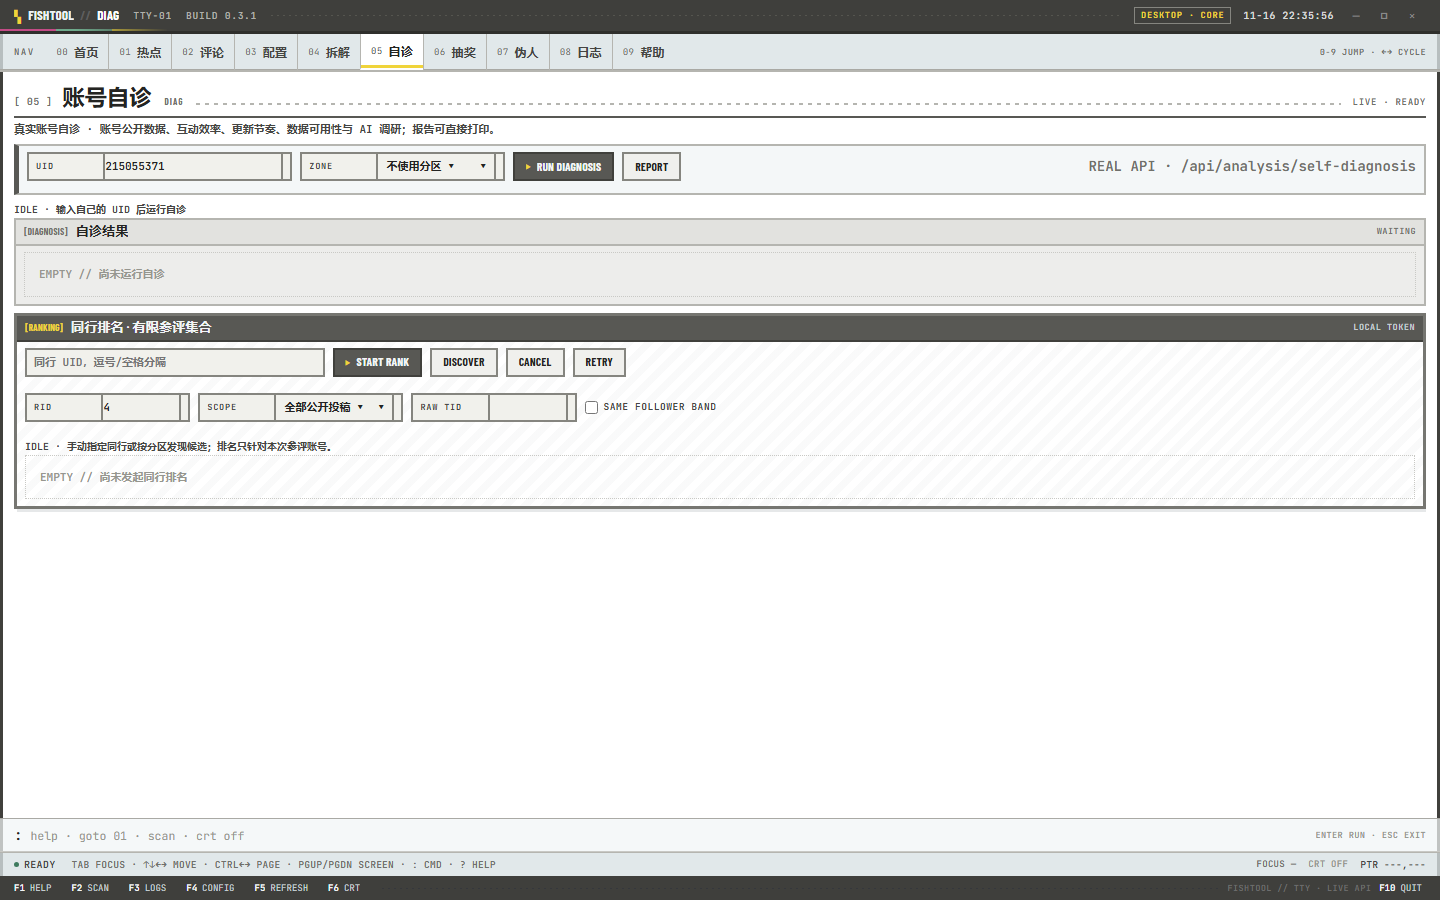 FISHTOOL // DIAG TTY-01 BUILD 0.3.1 DESKTOP · CORE 11-16 22:35:56
NAV 00 首页 01 热点 02 评论 03 配置 04 拆解 05 自诊 06 抽奖 07 伪人 08 日志 09 帮助 0-9 JUMP · ↔ CYCLE
[ 05 ] 账号自诊 DIAG LIVE · READY
真实账号自诊 · 账号公开数据、互动效率、更新节奏、数据可用性与 AI 调研；报告可直接打印。
UID 215055371 ZONE 不使用分区 ▾ ▾ ▸ RUN DIAGNOSIS REPORT REAL API · /api/analysis/self-diagnosis
IDLE · 输入自己的 UID 后运行自诊
[DIAGNOSIS] 自诊结果 WAITING
EMPTY // 尚未运行自诊
[RANKING] 同行排名·有限参评集合 LOCAL TOKEN
同行 UID，逗号/空格分隔 ▸ START RANK DISCOVER CANCEL RETRY
RID 4 SCOPE 全部公开投稿 ▾ ▾ RAW TID SAME FOLLOWER BAND
IDLE · 手动指定同行或按分区发现候选；排名只针对本次参评账号。
EMPTY // 尚未发起同行排名
: help · goto 01 · scan · crt off ENTER RUN · ESC EXIT
READY TAB FOCUS · ↑↓↔ MOVE · CTRL↔ PAGE · PGUP/PGDN SCREEN · : CMD · ? HELP FOCUS — CRT OFF PTR ---,---
F1 HELP F2 SCAN F3 LOGS F4 CONFIG F5 REFRESH F6 CRT FISHTOOL // TTY · LIVE API F10 QUIT